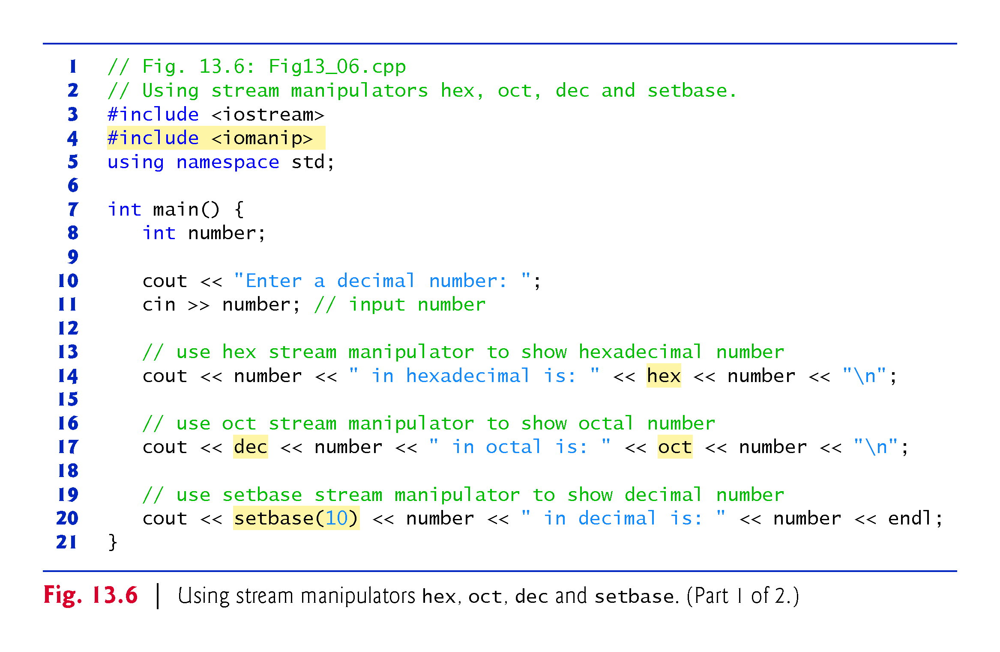 1 // Fig. 13.6: Fig13_06.cpp
2 // Using stream manipulators hex, oct, dec and setbase.
3 #include <iostream>
4 #include <iomanip>
5 using namespace std;
6
7 int main() {
8    int number;
9
10    cout << "Enter a decimal number: ";
11    cin >> number; // input number
12
13    // use hex stream manipulator to show hexadecimal number
14    cout << number << " in hexadecimal is: " << hex << number << "\n";
15
16    // use oct stream manipulator to show octal number
17    cout << dec << number << " in octal is: " << oct << number << "\n";
18
19    // use setbase stream manipulator to show decimal number
20    cout << setbase(10) << number << " in decimal is: " << number << endl;
21 }
Fig. 13.6 | Using stream manipulators hex, oct, dec and setbase. (Part 1 of 2.)